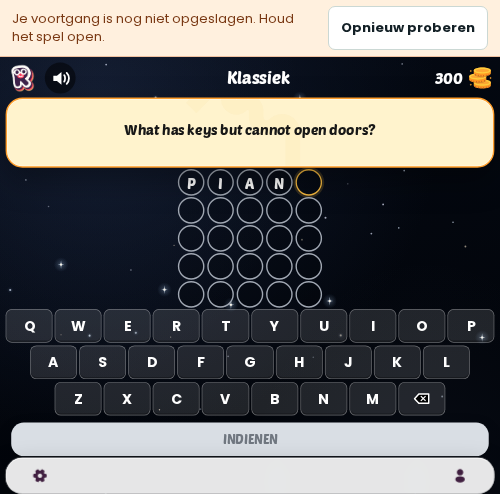 Je voortgang is nog niet opgeslagen. Houd
het spel open.
Opnieuw proberen
Klassiek
300
What has keys but cannot open doors?
P I A N
Q W E R T Y U I O P
A S D F G H J K L
Z X C V B N M
INDIENEN